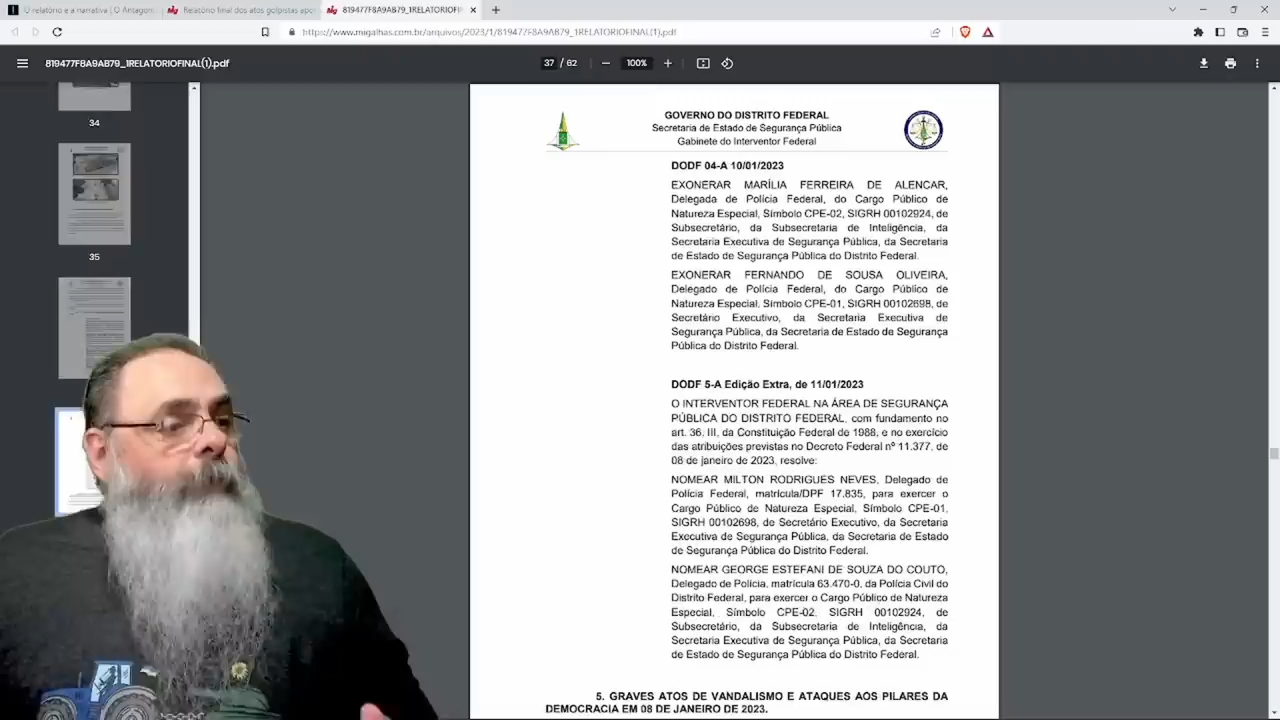 O relatório e a narrativa | O Antagon
Relatório final dos atos golpistas apon
819477F8A9AB79_1RELATORIOFIN
https://www.migalhas.com.br/arquivos/2023/1/819477F8A9AB79_1RELATORIOFINAL(1).pdf
819477F8A9AB79_1RELATORIOFINAL(1).pdf
37 / 62
100%
34
35
GOVERNO DO DISTRITO FEDERAL
Secretaria de Estado de Segurança Pública
Gabinete do Interventor Federal
DODF 04-A 10/01/2023
EXONERAR MARÍLIA FERREIRA DE ALENCAR,
Delegada de Polícia Federal, do Cargo Público de
Natureza Especial, Símbolo CPE-02, SIGRH 00102924, de
Subsecretário, da Subsecretaria de Inteligência, da
Secretaria Executiva de Segurança Pública, da Secretaria
de Estado de Segurança Pública do Distrito Federal.
EXONERAR FERNANDO DE SOUSA OLIVEIRA,
Delegado de Polícia Federal, do Cargo Público de
Natureza Especial, Símbolo CPE-01, SIGRH 00102698, de
Secretário Executivo, da Secretaria Executiva de
Segurança Pública, da Secretaria de Estado de Segurança
Pública do Distrito Federal.
DODF 5-A Edição Extra, de 11/01/2023
O INTERVENTOR FEDERAL NA ÁREA DE SEGURANÇA
PÚBLICA DO DISTRITO FEDERAL, com fundamento no
art. 36, III, da Constituição Federal de 1988, e no exercício
das atribuições previstas no Decreto Federal nº 11.377, de
08 de janeiro de 2023, resolve:
NOMEAR MILTON RODRIGUES NEVES, Delegado de
Polícia Federal, matrícula/DPF 17.835, para exercer o
Cargo Público de Natureza Especial, Símbolo CPE-01,
SIGRH 00102698, de Secretário Executivo, da Secretaria
Executiva de Segurança Pública, da Secretaria de Estado
de Segurança Pública do Distrito Federal.
NOMEAR GEORGE ESTEFANI DE SOUZA DO COUTO,
Delegado de Polícia, matrícula 63.470-0, da Polícia Civil do
Distrito Federal, para exercer o Cargo Público de Natureza
Especial, Símbolo CPE-02, SIGRH 00102924, de
Subsecretário, da Subsecretaria de Inteligência, da
Secretaria Executiva de Segurança Pública, da Secretaria
de Estado de Segurança Pública do Distrito Federal.
5. GRAVES ATOS DE VANDALISMO E ATAQUES AOS PILARES DA
DEMOCRACIA EM 08 DE JANEIRO DE 2023.